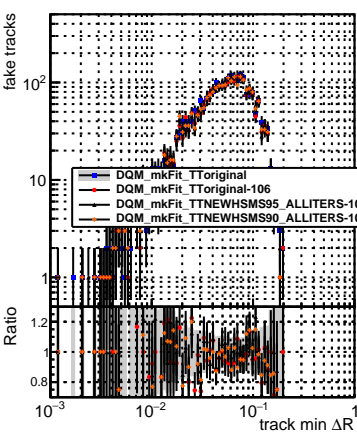 fake tracks
10²
10
1
DQM_mkFit_TToriginal
DQM_mkFit_TToriginal-106
DQM_mkFit_TTNEWHSMS95_ALLITERS-10
DQM_mkFit_TTNEWHSMS90_ALLITERS-10
Ratio
1.2
1
0.8
10⁻³ 10⁻² 10⁻¹ 1
track min ΔR